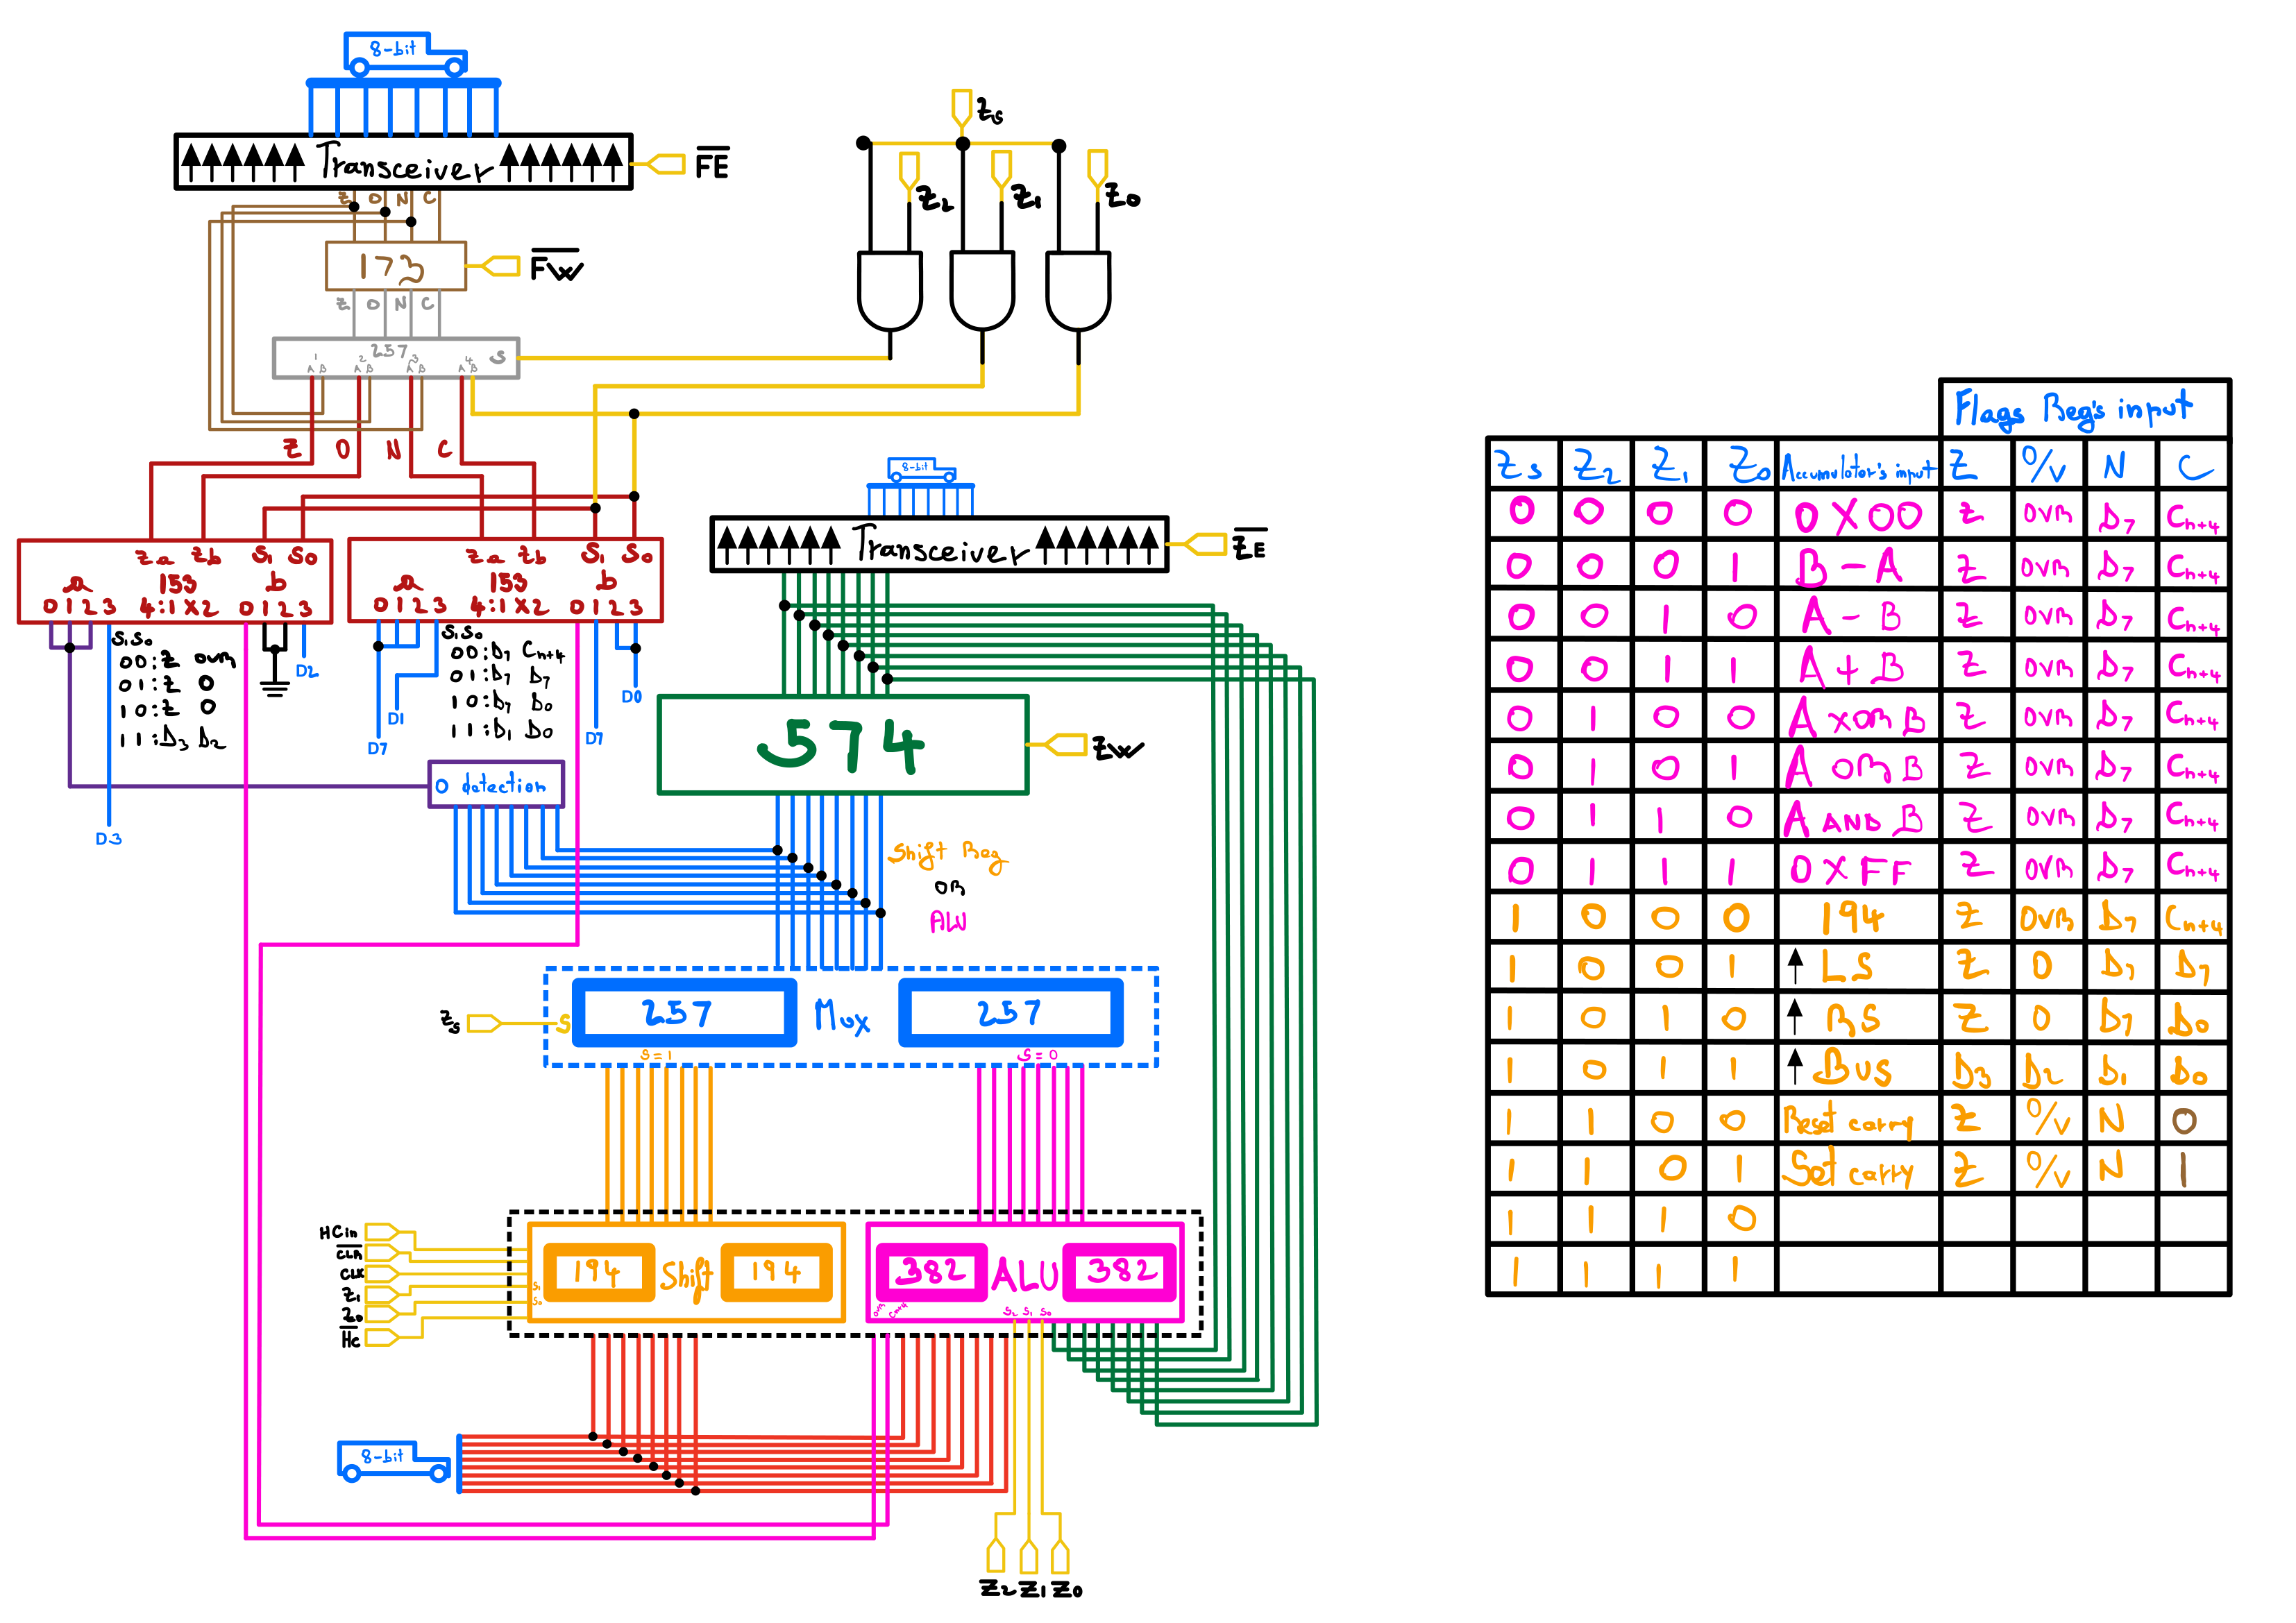 8-bit
Transceiver
FE
Z O N C
173
FW
Z O N C
257
1 2 3 4
A B A B A B A B
S
Z O N C
Zs
Z2 Z1 Z0
Za Zb S1 S0
a 153 b
0 1 2 3 4:1X2 0 1 2 3
Za Zb S1 S0
a 153 b
0 1 2 3 4:1X2 0 1 2 3
S1S0
00:Z OVR
01:Z 0
10:Z 0
11:D3 D2
D2
D3
S1S0
00:D7 Cn+4
01:D7 D7
10:D7 D0
11:D1 D0
D1
D7
D7
D0
8-bit
Transceiver
ZE
574
ZW
0 detection
Shift Reg
OR
ALU
Zs
S
257 Mux 257
S=1 S=0
HCin
CLR
CLK
Z1
Z0
HC
S1
S0
194 Shift 194
382 ALU 382
OVR Cn+4 S2 S1 S0
8-bit
Z2 Z1 Z0
Flags Reg's input
Zs Z2 Z1 Z0 Accumulator's input Z O/V N C
0 0 0 0 0X00 Z OVR D7 Cn+4
0 0 0 1 B-A Z OVR D7 Cn+4
0 0 1 0 A-B Z OVR D7 Cn+4
0 0 1 1 A+B Z OVR D7 Cn+4
0 1 0 0 A XOR B Z OVR D7 Cn+4
0 1 0 1 A OR B Z OVR D7 Cn+4
0 1 1 0 A AND B Z OVR D7 Cn+4
0 1 1 1 0XFF Z OVR D7 Cn+4
1 0 0 0 194 Z OVR D7 Cn+4
1 0 0 1 ↑ LS Z 0 D7 D7
1 0 1 0 ↑ RS Z 0 D7 D0
1 0 1 1 ↑ Bus D3 D2 D1 D0
1 1 0 0 Reset carry Z O/V N 0
1 1 0 1 Set carry Z O/V N 1
1 1 1 0
1 1 1 1